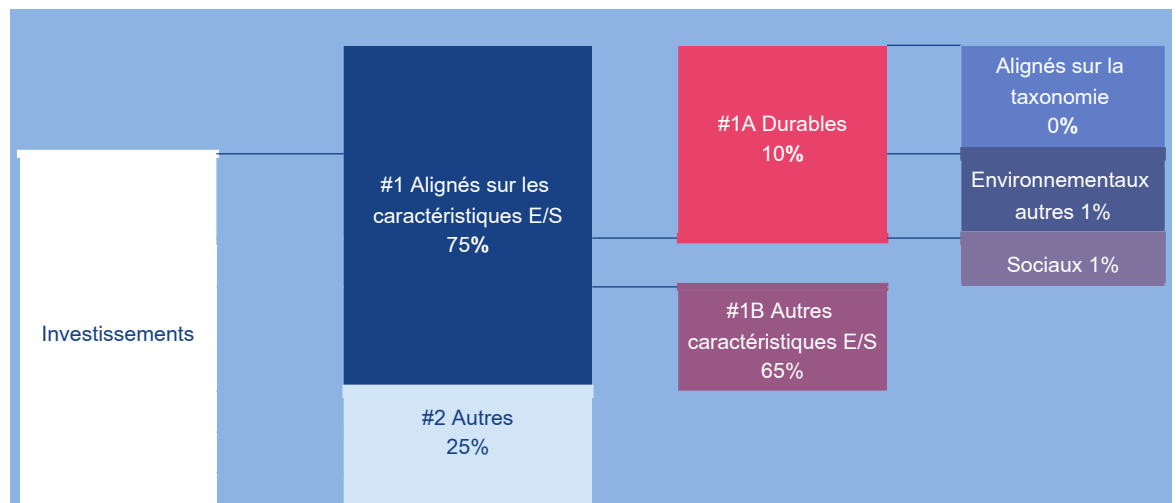 Investissements
#1 Alignés sur les
caractéristiques E/S
75%
#2 Autres
25%
#1A Durables
10%
#1B Autres
caractéristiques E/S
65%
Alignés sur la
taxonomie
0%
Environnementaux
autres 1%
Sociaux 1%